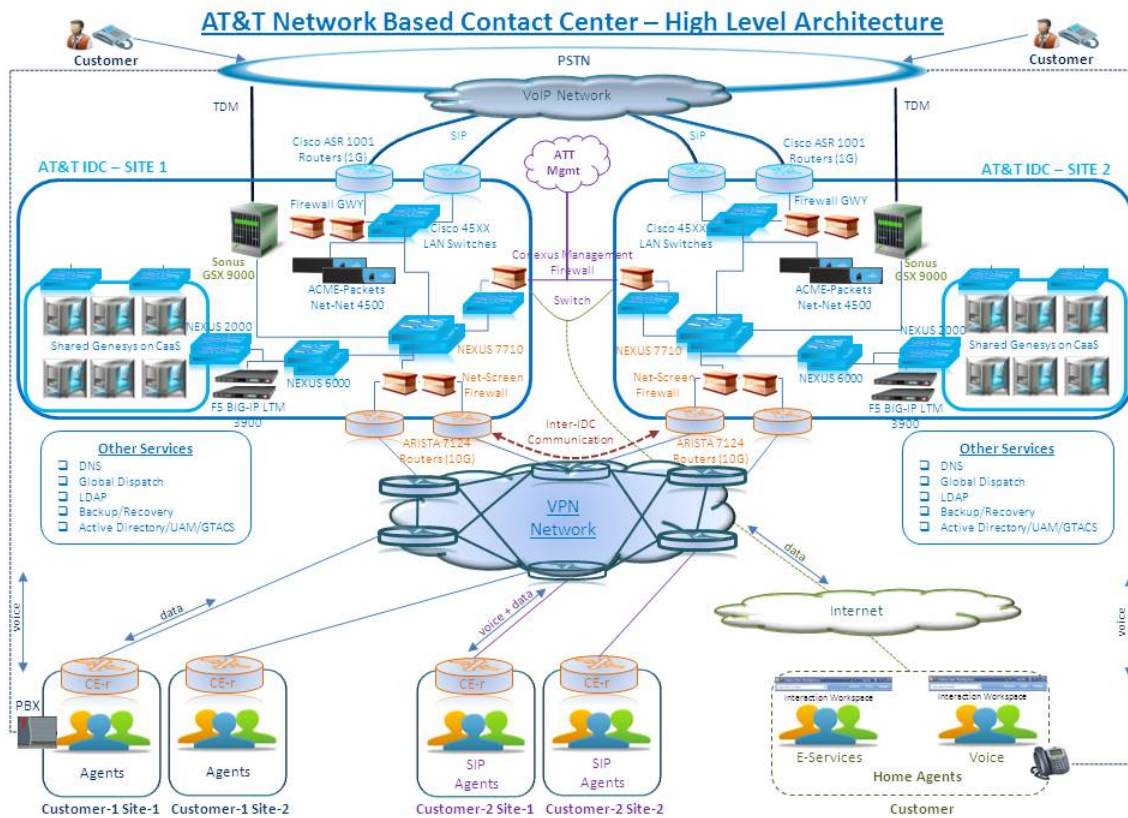 AT&T Network Based Contact Center – High Level Architecture
Customer
Customer
PSTN
VoIP Network
TDM
TDM
SIP
SIP
Cisco ASR 1001
Routers (1G)
Cisco ASR 1001
Routers (1G)
ATT
Mgmt
AT&T IDC – SITE 1
AT&T IDC – SITE 2
Firewall GWY
Firewall GWY
Cisco 45XX
LAN Switches
Cisco 45XX
LAN Switches
Sonus
GSX 9000
Sonus
GSX 9000
Conexus Management
Firewall
ACME-Packets
Net-Net 4500
ACME-Packets
Net-Net 4500
Switch
NEXUS 2000
NEXUS 2000
Shared Genesys on CaaS
Shared Genesys on CaaS
NEXUS 7710
NEXUS 7710
NEXUS 6000
NEXUS 6000
Net-Screen
Firewall
Net-Screen
Firewall
F5 BIG-IP LTM
3900
F5 BIG-IP LTM
3900
Inter-IDC
Communication
ARISTA 7124
Routers (10G)
ARISTA 7124
Routers (10G)
Other Services
DNS
Global Dispatch
LDAP
Backup/Recovery
Active Directory/UAM/GTACS
Other Services
DNS
Global Dispatch
LDAP
Backup/Recovery
Active Directory/UAM/GTACS
VPN
Network
data
data
voice
voice + data
voice
Internet
CE-r
CE-r
CE-r
CE-r
PBX
Interaction Workspace
Interaction Workspace
Agents
Agents
SIP
Agents
SIP
Agents
E-Services
Voice
Home Agents
Customer-1 Site-1
Customer-1 Site-2
Customer-2 Site-1
Customer-2 Site-2
Customer